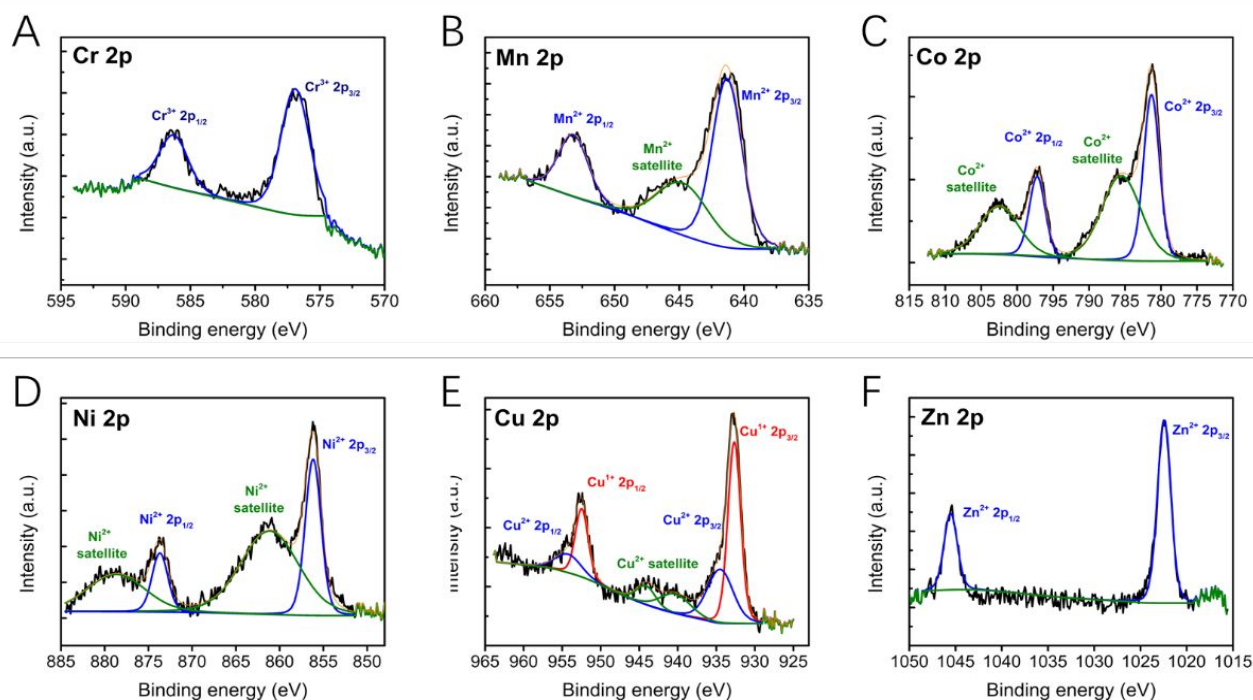 A
Cr 2p
Cr³⁺ 2p₁/₂
Cr³⁺ 2p₃/₂
Intensity (a.u.)
595 590 585 580 575 570
Binding energy (eV)
B
Mn 2p
Mn²⁺ 2p₁/₂
Mn²⁺
satellite
Mn²⁺ 2p₃/₂
Intensity (a.u.)
660 655 650 645 640 635
Binding energy (eV)
C
Co 2p
Co²⁺
satellite
Co²⁺ 2p₁/₂
Co²⁺
satellite
Co²⁺ 2p₃/₂
Intensity (a.u.)
815 810 805 800 795 790 785 780 775 770
Binding energy (eV)
D
Ni 2p
Ni²⁺
satellite
Ni²⁺ 2p₁/₂
Ni²⁺
satellite
Ni²⁺ 2p₃/₂
Intensity (a.u.)
885 880 875 870 865 860 855 850
Binding energy (eV)
E
Cu 2p
Cu²⁺ 2p₁/₂
Cu¹⁺ 2p₁/₂
Cu²⁺ satellite
Cu²⁺ 2p₃/₂
Cu¹⁺ 2p₃/₂
Intensity (a.u.)
965 960 955 950 945 940 935 930 925
Binding energy (eV)
F
Zn 2p
Zn²⁺ 2p₁/₂
Zn²⁺ 2p₃/₂
Intensity (a.u.)
1050 1045 1040 1035 1030 1025 1020 1015
Binding energy (eV)